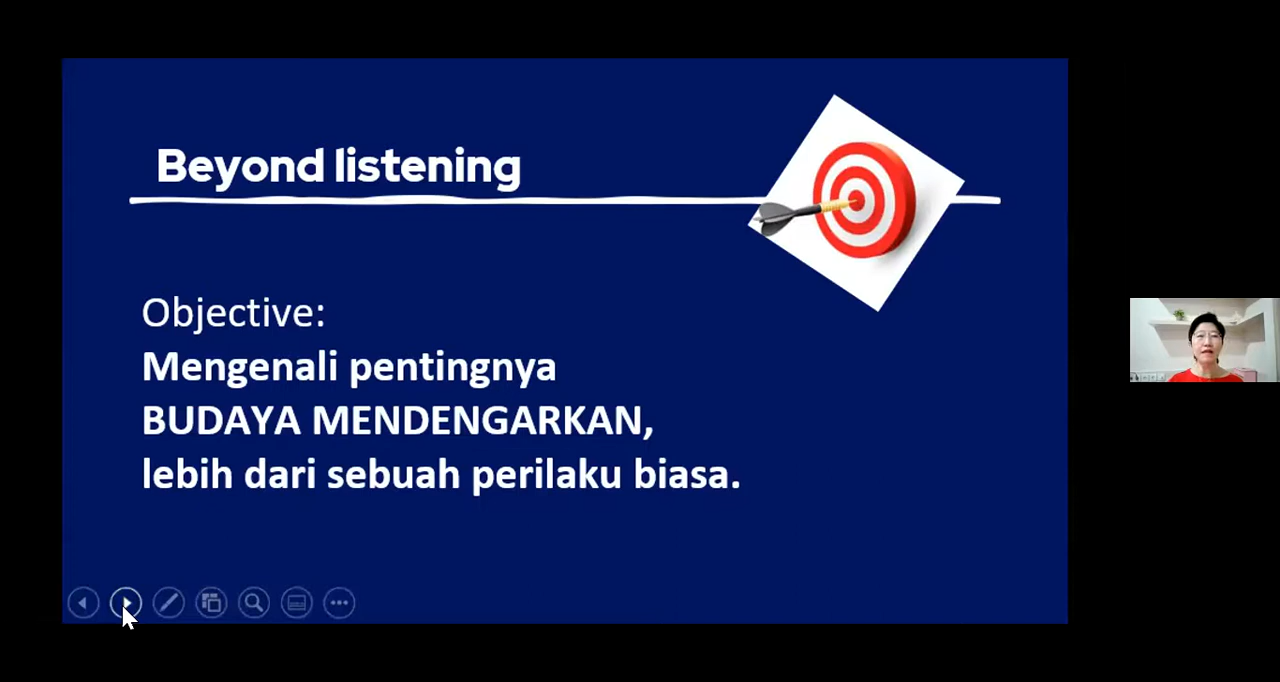 Beyond listening
Objective:
Mengenali pentingnya
BUDAYA MENDENGARKAN,
lebih dari sebuah perilaku biasa.